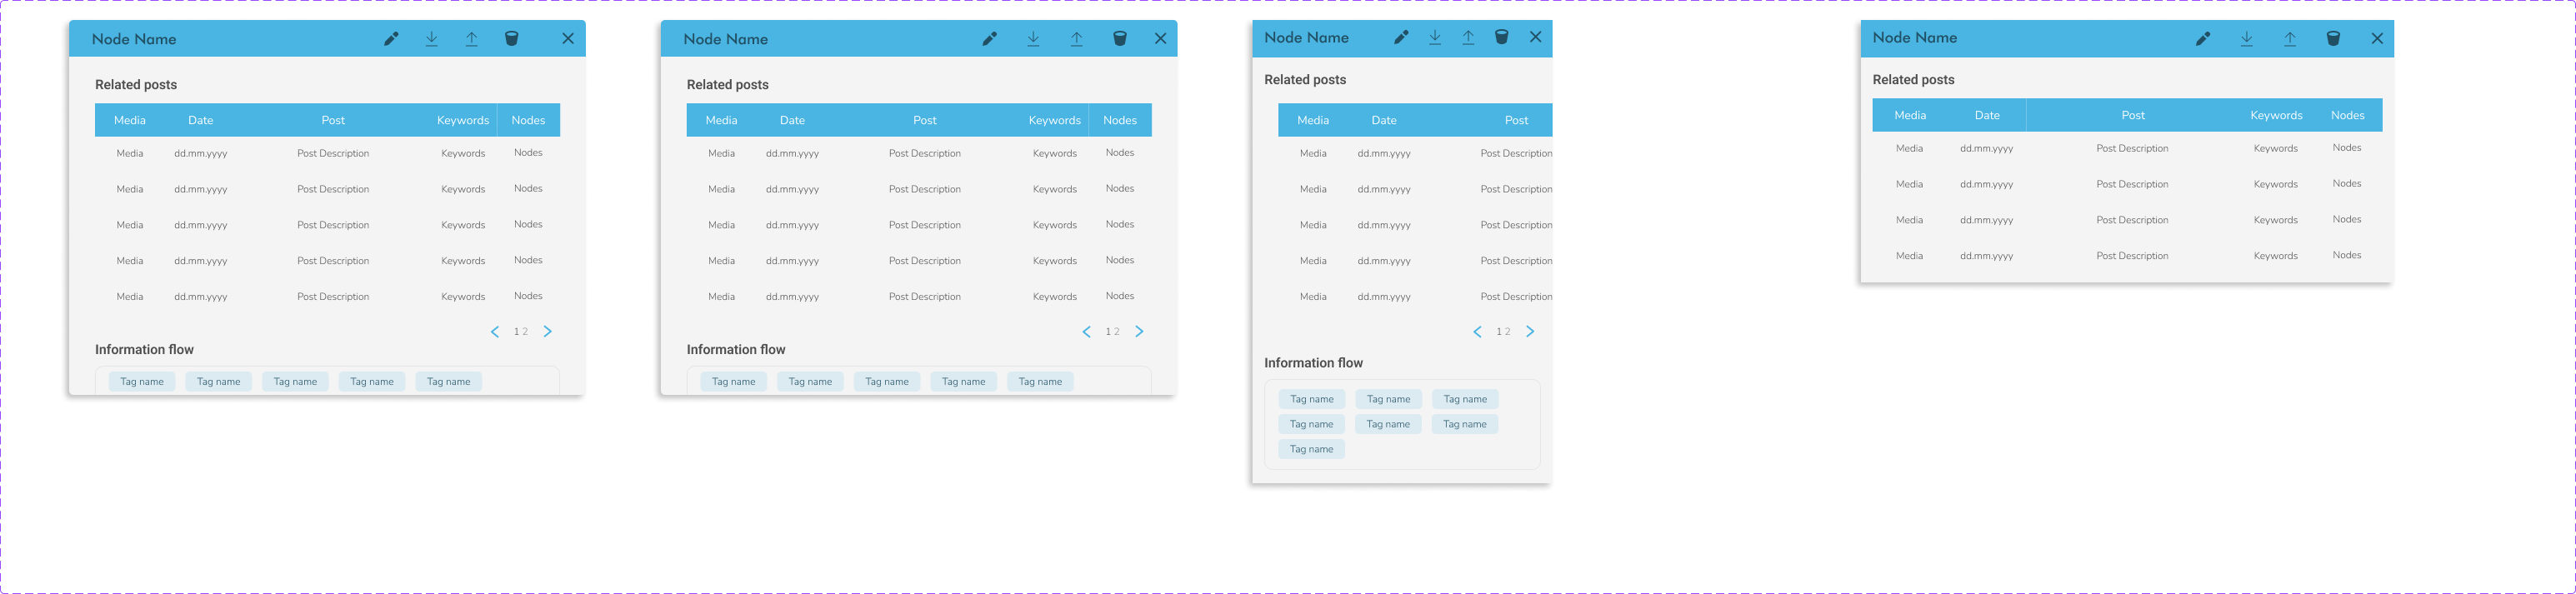 Node Name
Related posts
Media Date Post Keywords Nodes
Media dd.mm.yyyy Post Description Keywords Nodes
Media dd.mm.yyyy Post Description Keywords Nodes
Media dd.mm.yyyy Post Description Keywords Nodes
Media dd.mm.yyyy Post Description Keywords Nodes
Media dd.mm.yyyy Post Description Keywords Nodes
1 2
Information flow
Tag name Tag name Tag name Tag name Tag name
Node Name
Related posts
Media Date Post Keywords Nodes
Media dd.mm.yyyy Post Description Keywords Nodes
Media dd.mm.yyyy Post Description Keywords Nodes
Media dd.mm.yyyy Post Description Keywords Nodes
Media dd.mm.yyyy Post Description Keywords Nodes
Media dd.mm.yyyy Post Description Keywords Nodes
1 2
Information flow
Tag name Tag name Tag name Tag name Tag name
Node Name
Related posts
Media Date Post
Media dd.mm.yyyy Post Description
Media dd.mm.yyyy Post Description
Media dd.mm.yyyy Post Description
Media dd.mm.yyyy Post Description
Media dd.mm.yyyy Post Description
1 2
Information flow
Tag name Tag name Tag name
Tag name Tag name Tag name
Tag name
Node Name
Related posts
Media Date Post Keywords Nodes
Media dd.mm.yyyy Post Description Keywords Nodes
Media dd.mm.yyyy Post Description Keywords Nodes
Media dd.mm.yyyy Post Description Keywords Nodes
Media dd.mm.yyyy Post Description Keywords Nodes